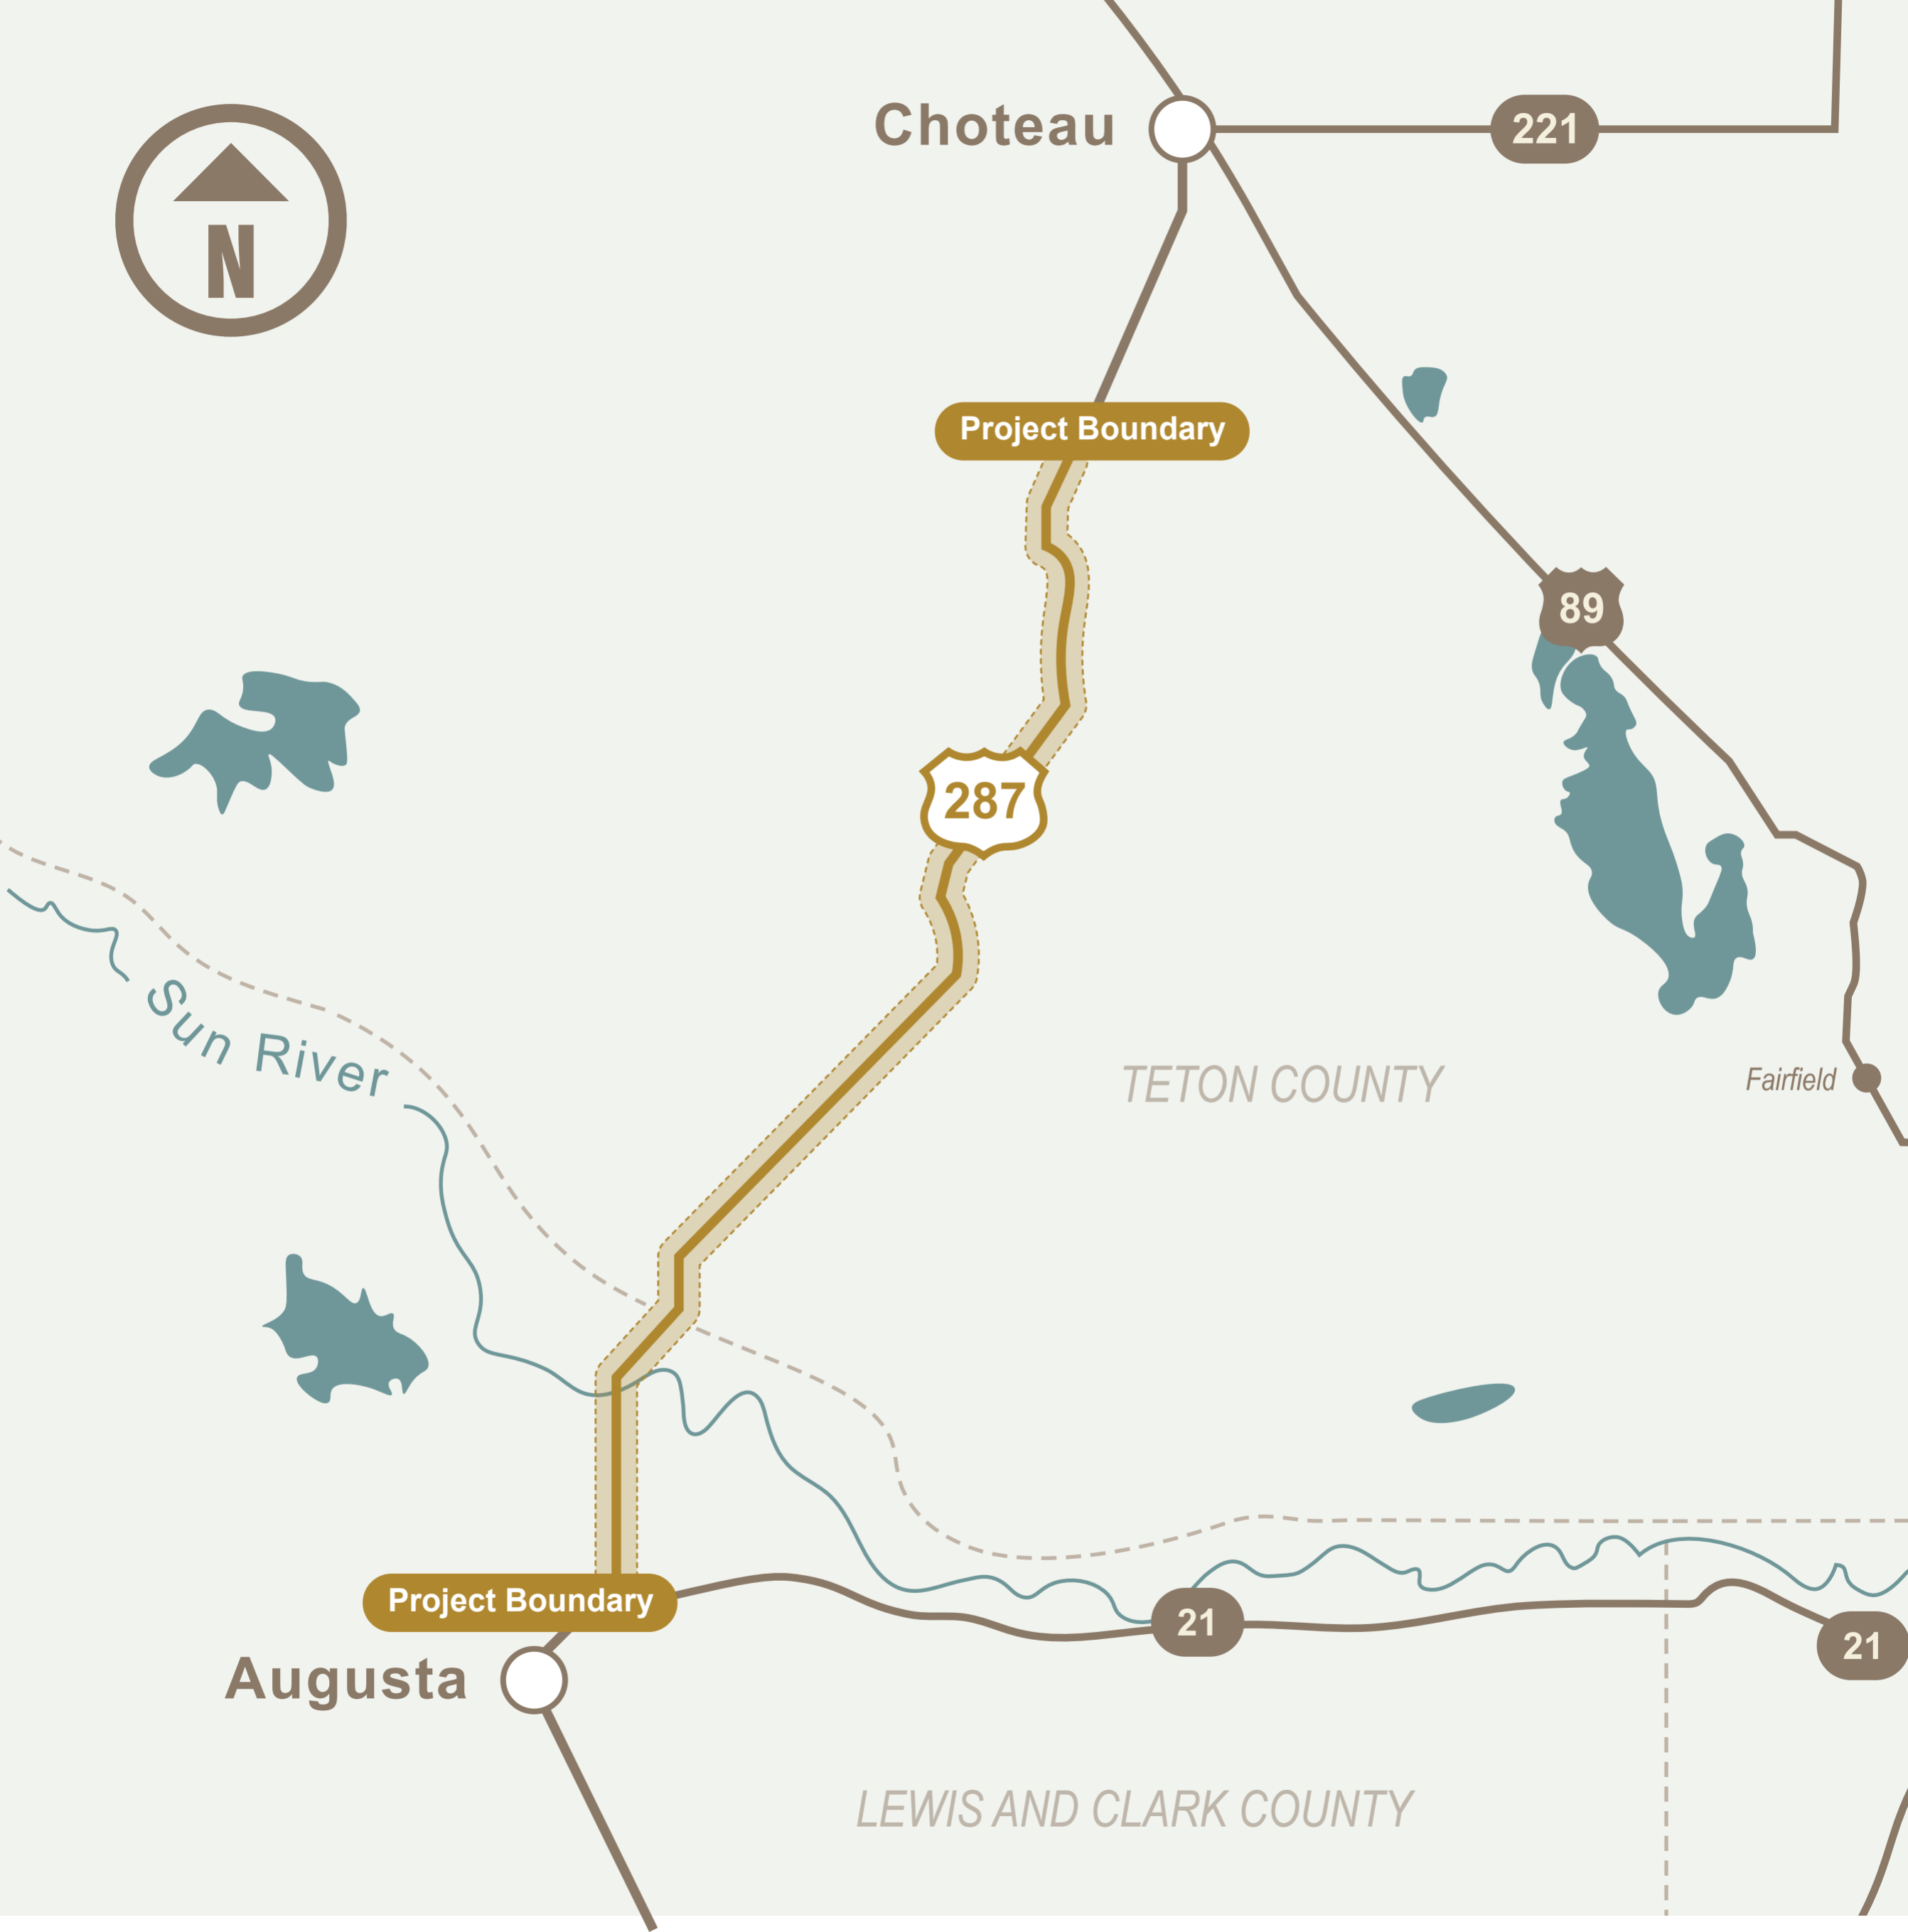 Choteau
221
N
Project Boundary
89
287
Sun River
TETON COUNTY
Fairfield
Project Boundary
21
21
Augusta
LEWIS AND CLARK COUNTY